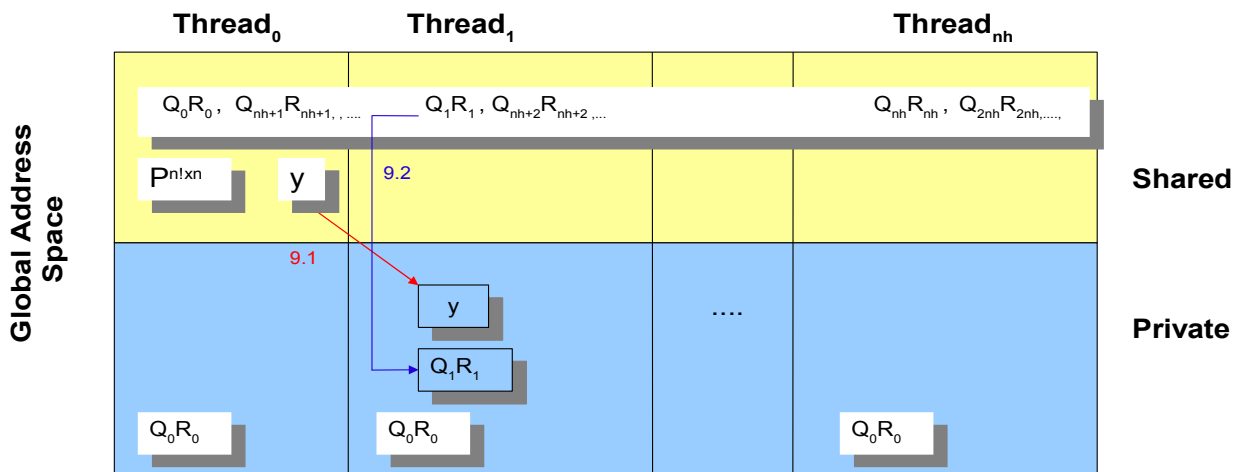 Thread₀ Thread₁ Threadₙₕ
Q₀R₀ , Qₙₕ₊₁Rₙₕ₊₁, , .... Q₁R₁ , Qₙₕ₊₂Rₙₕ₊₂ ,... QₙₕRₙₕ , Q₂ₙₕR₂ₙₕ,....,
9.2
Pⁿ!ˣⁿ y
Shared
Global Address
Space
9.1
y
....
Private
Q₁R₁
Q₀R₀ Q₀R₀ Q₀R₀